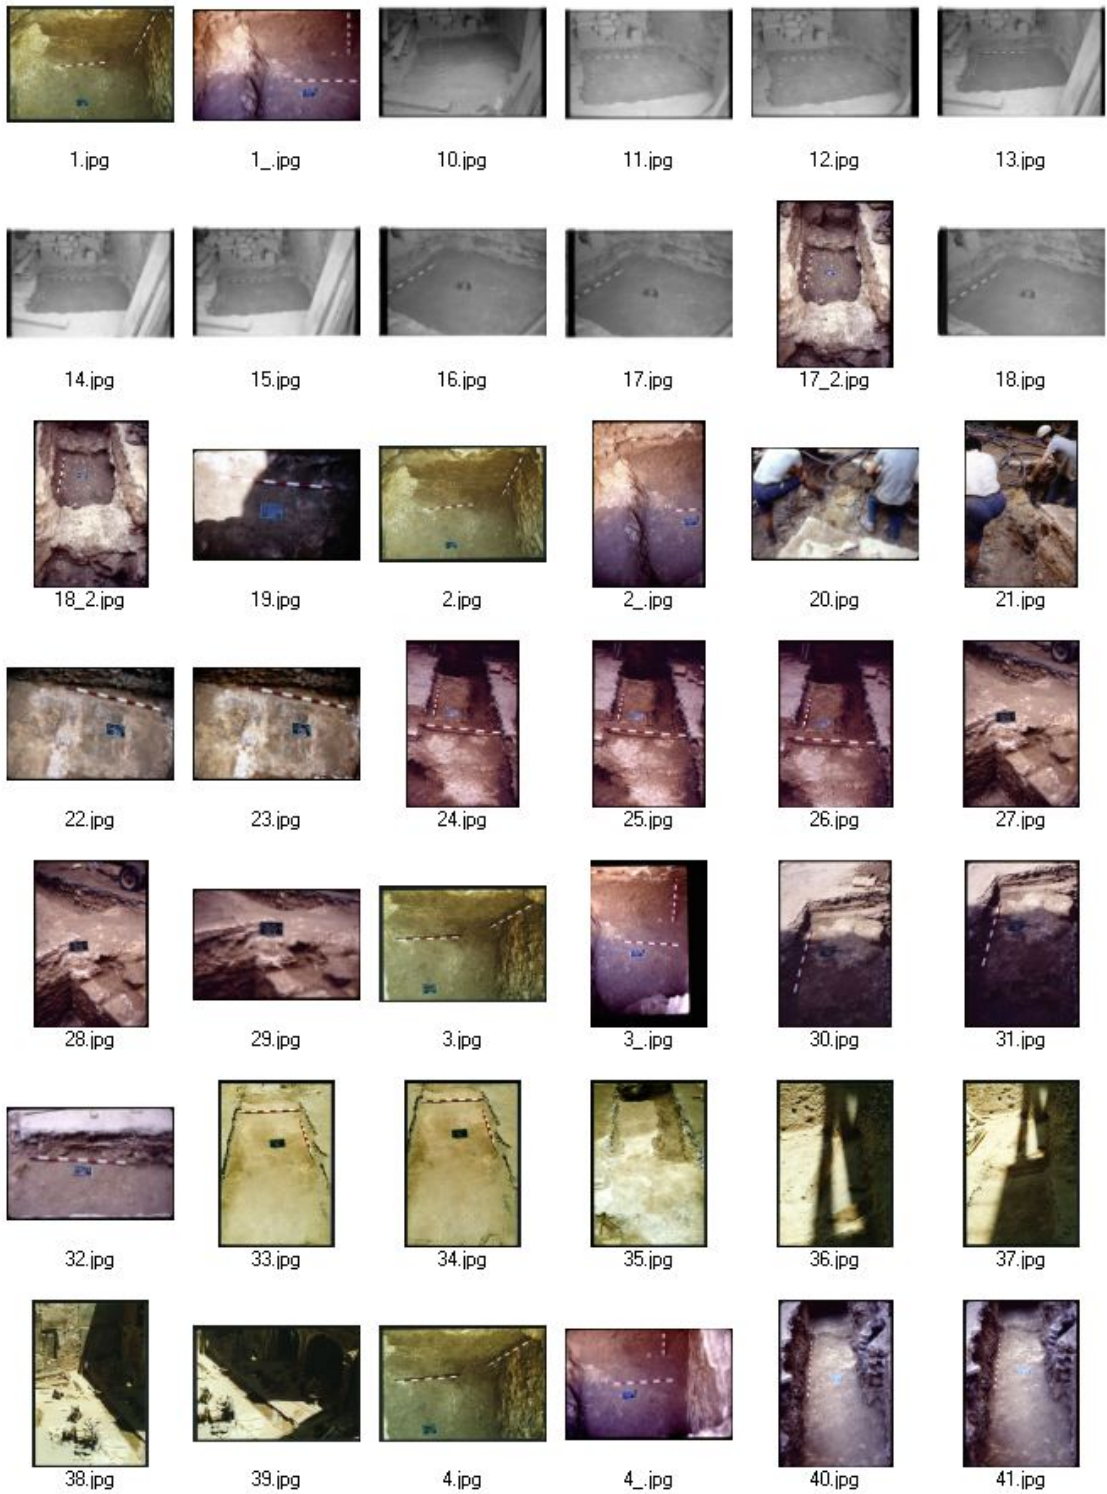 1.jpg 1_.jpg 10.jpg 11.jpg 12.jpg 13.jpg
14.jpg 15.jpg 16.jpg 17.jpg 17_2.jpg 18.jpg
18_2.jpg 19.jpg 2.jpg 2_.jpg 20.jpg 21.jpg
22.jpg 23.jpg 24.jpg 25.jpg 26.jpg 27.jpg
28.jpg 29.jpg 3.jpg 3_.jpg 30.jpg 31.jpg
32.jpg 33.jpg 34.jpg 35.jpg 36.jpg 37.jpg
38.jpg 39.jpg 4.jpg 4_.jpg 40.jpg 41.jpg